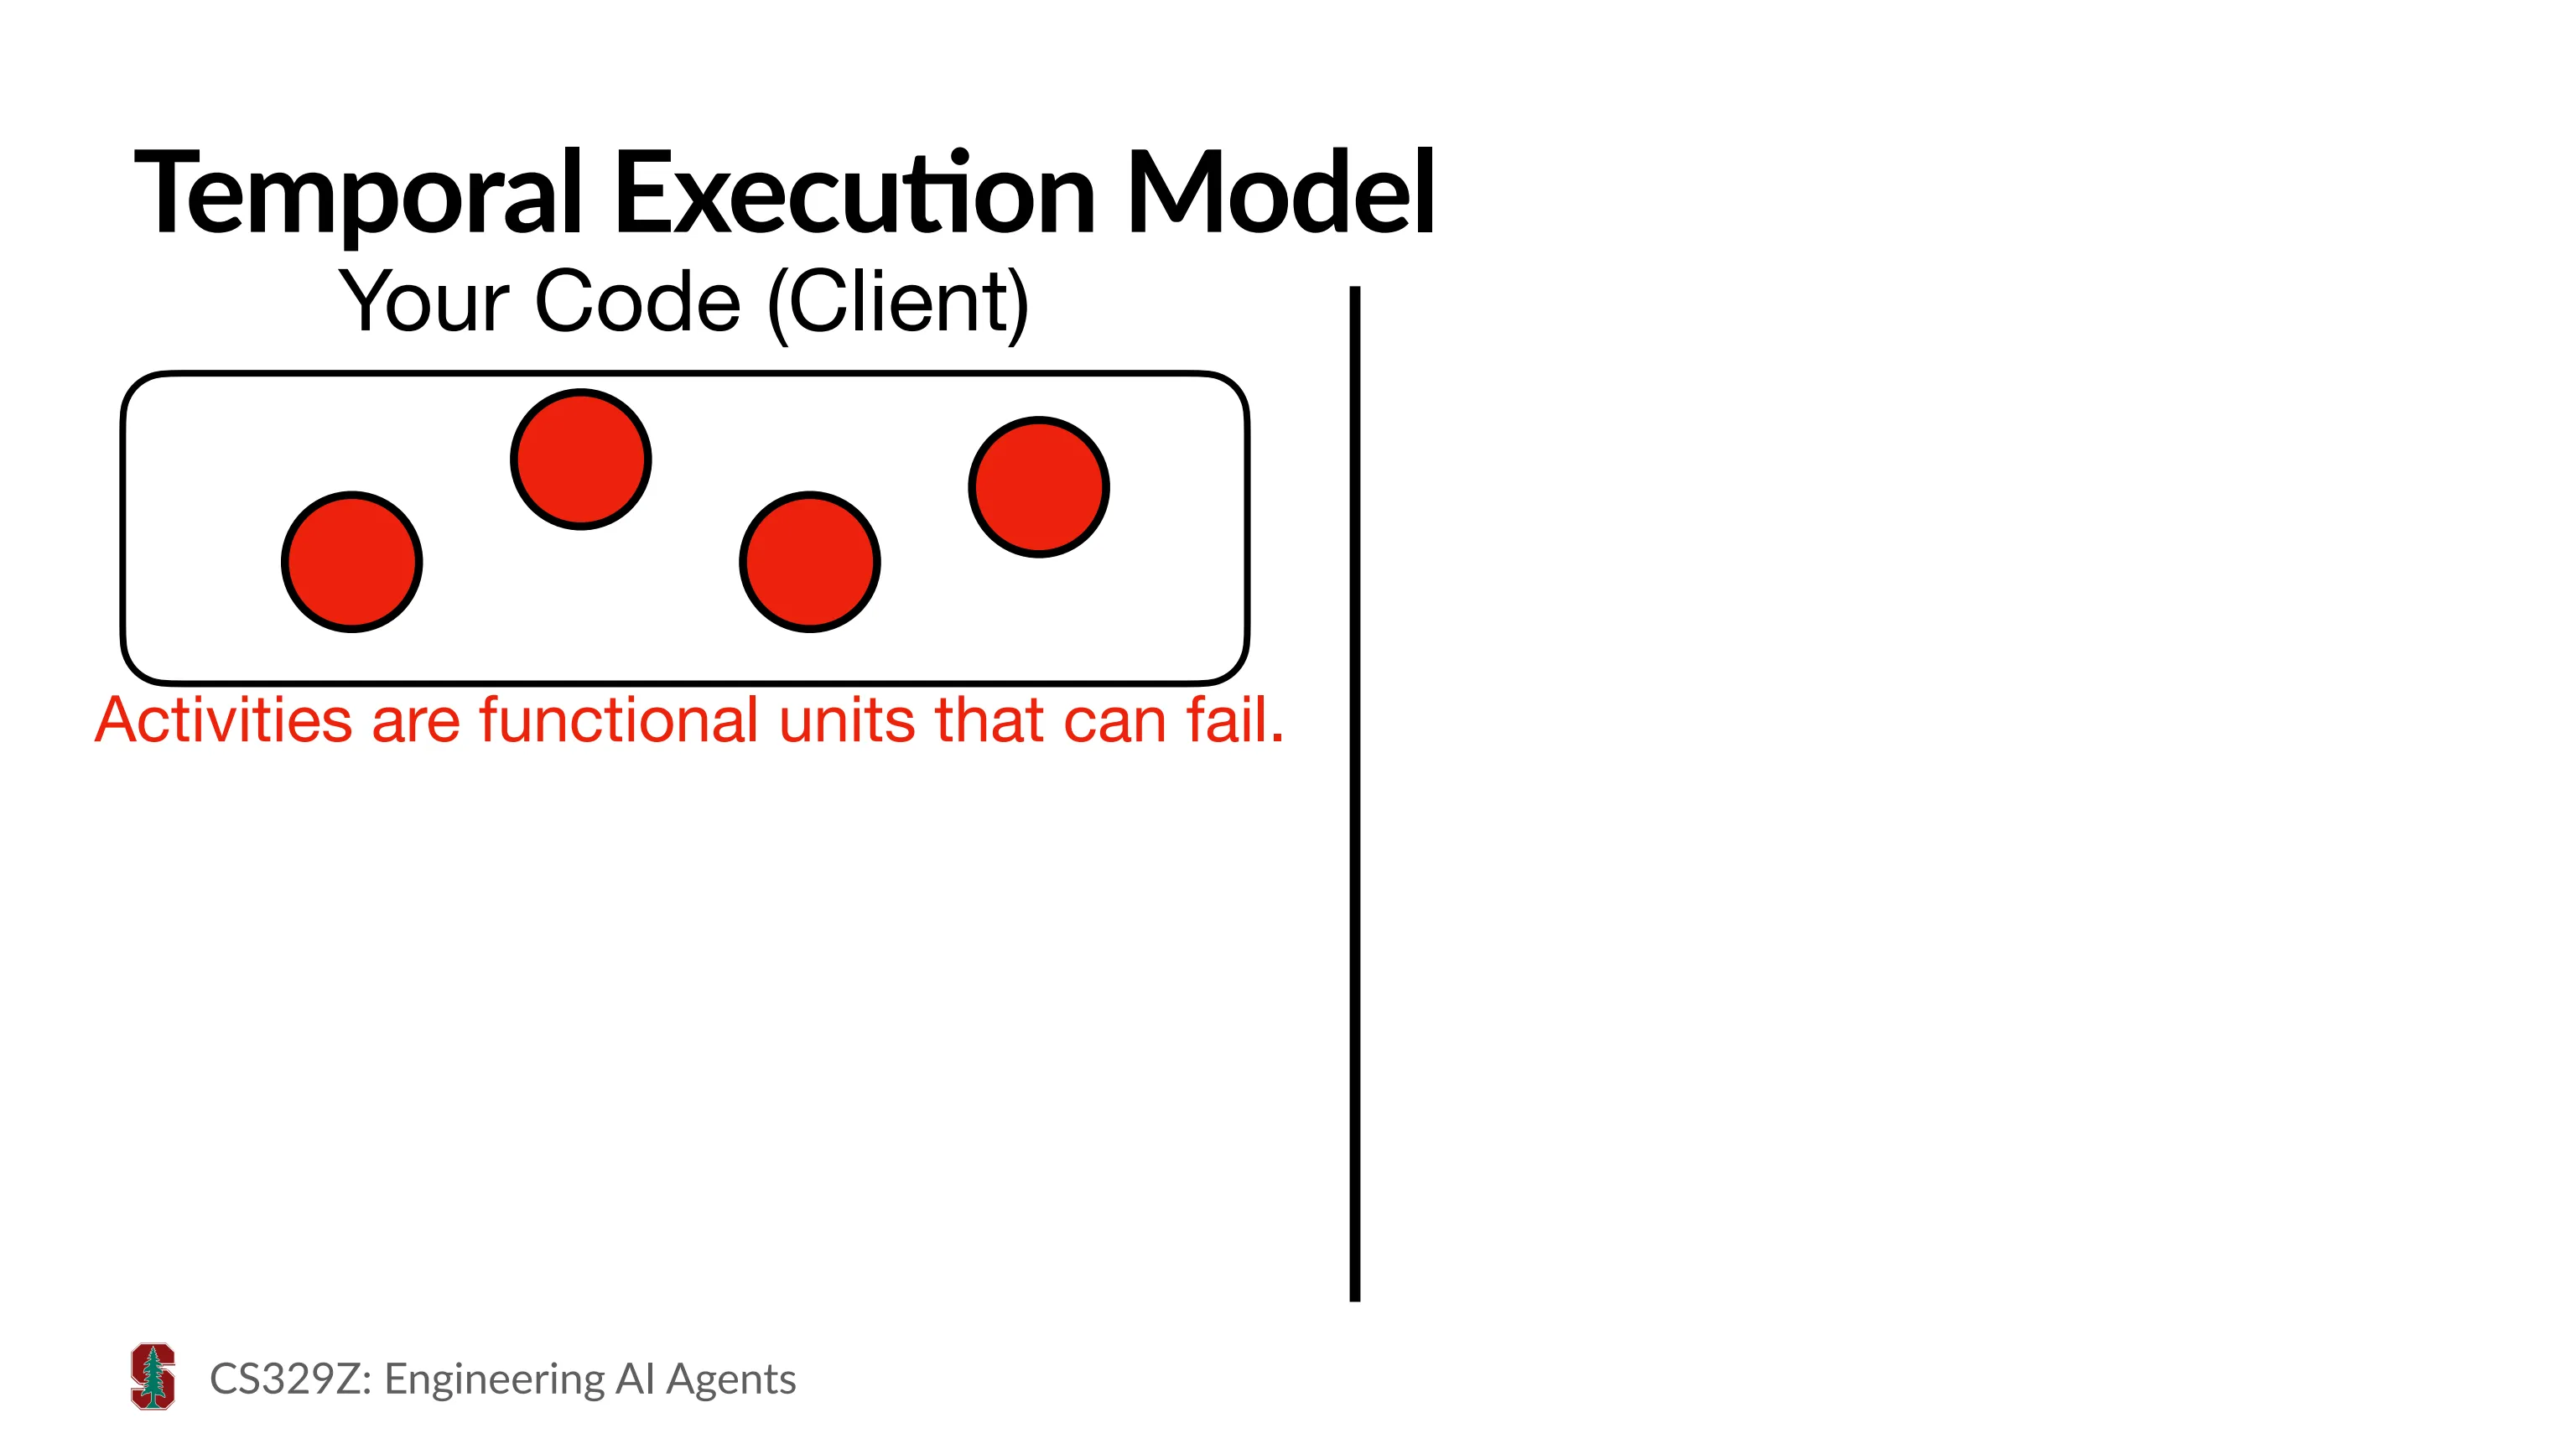 Temporal Execution Model
Your Code (Client)
Activities are functional units that can fail.
CS329Z: Engineering AI Agents